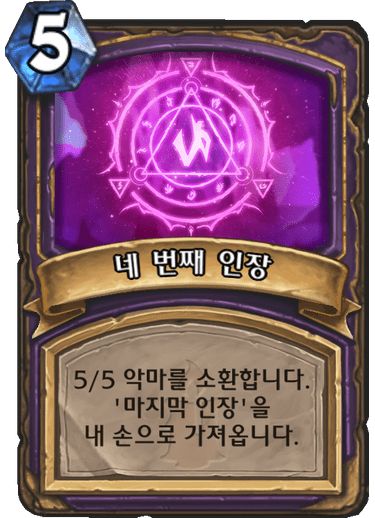 5
네 번째 인장
5/5 악마를 소환합니다.
'마지막 인장'을
내 손으로 가져옵니다.